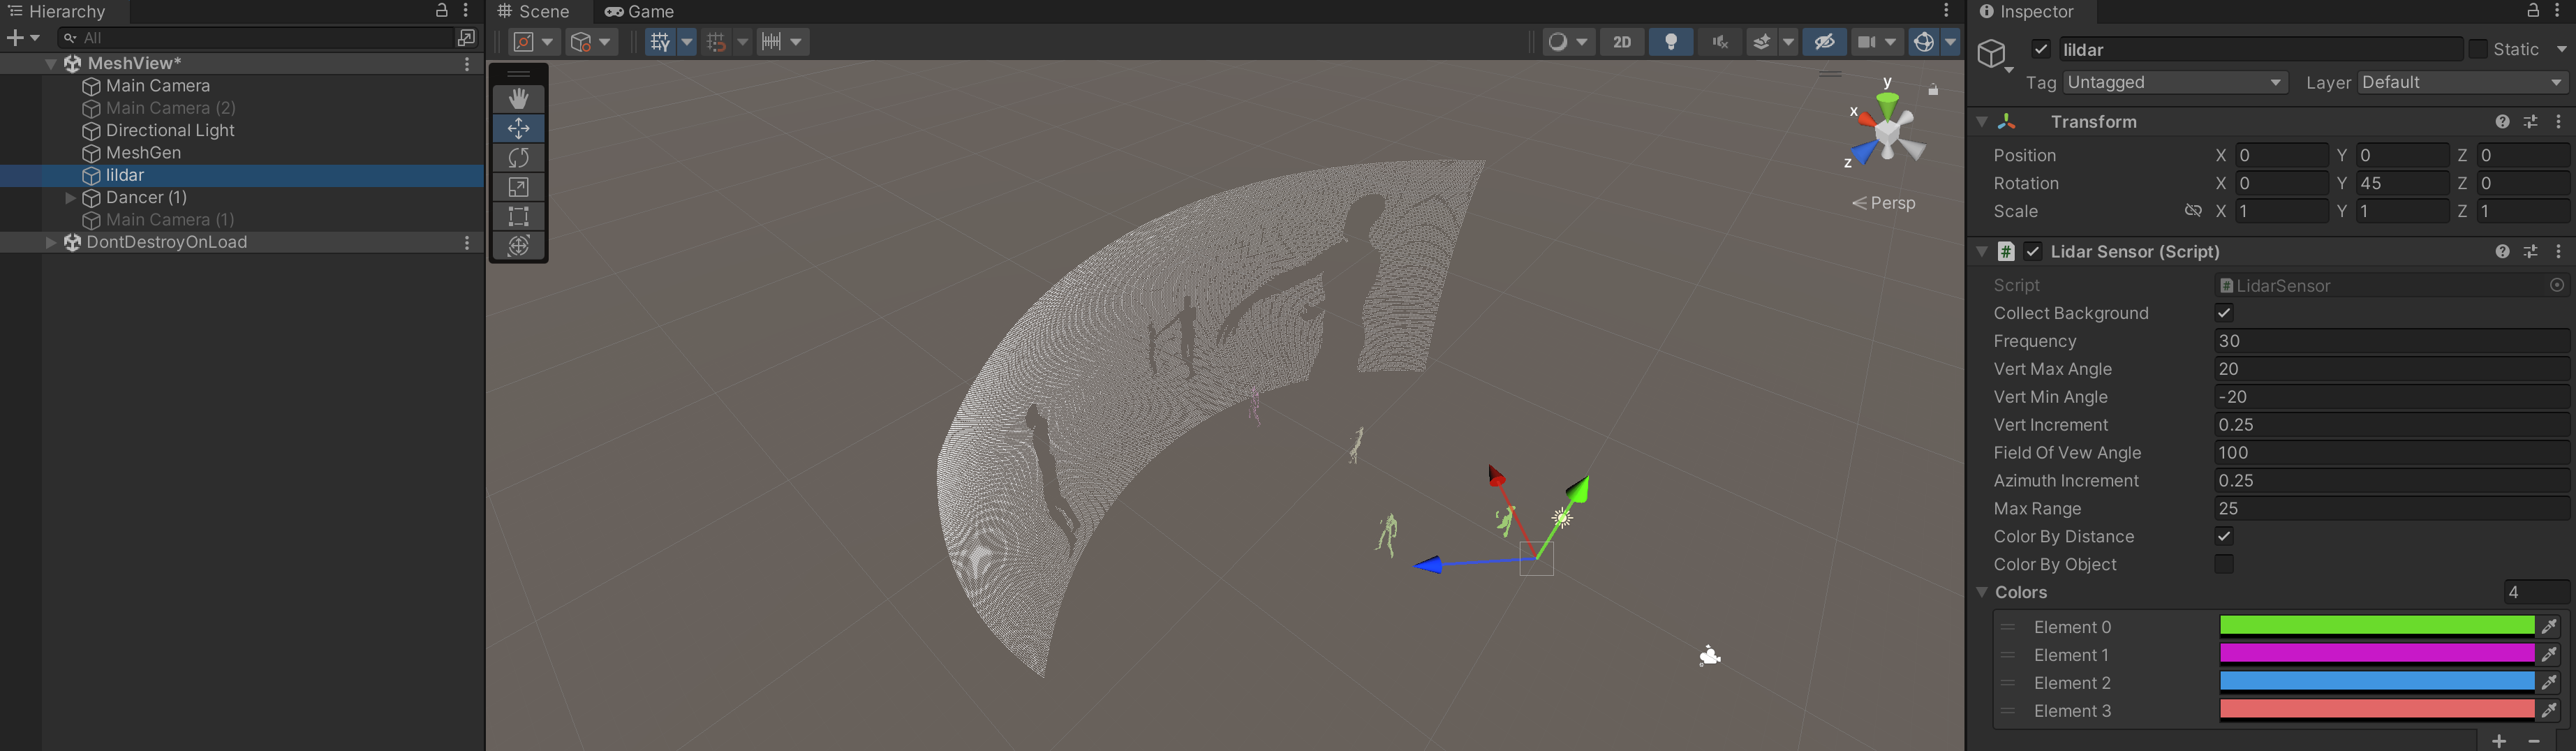 Hierarchy
All
MeshView*
Main Camera
Main Camera (2)
Directional Light
MeshGen
lildar
Dancer (1)
Main Camera (1)
DontDestroyOnLoad
Scene Game
2D
y
x
z
Persp
Inspector
lildar Static
Tag Untagged Layer Default
Transform
Position X 0 Y 0 Z 0
Rotation X 0 Y 45 Z 0
Scale X 1 Y 1 Z 1
Lidar Sensor (Script)
Script LidarSensor
Collect Background
Frequency 30
Vert Max Angle 20
Vert Min Angle -20
Vert Increment 0.25
Field Of Vew Angle 100
Azimuth Increment 0.25
Max Range 25
Color By Distance
Color By Object
Colors 4
Element 0
Element 1
Element 2
Element 3